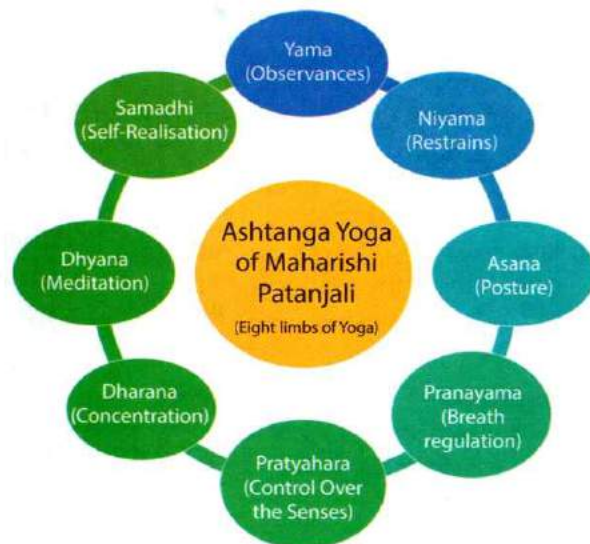 Yama
(Observances)
Niyama
(Restrains)
Asana
(Posture)
Pranayama
(Breath
regulation)
Pratyahara
(Control Over
the Senses)
Dharana
(Concentration)
Dhyana
(Meditation)
Samadhi
(Self-Realisation)
Ashtanga Yoga
of Maharishi
Patanjali
(Eight limbs of Yoga)